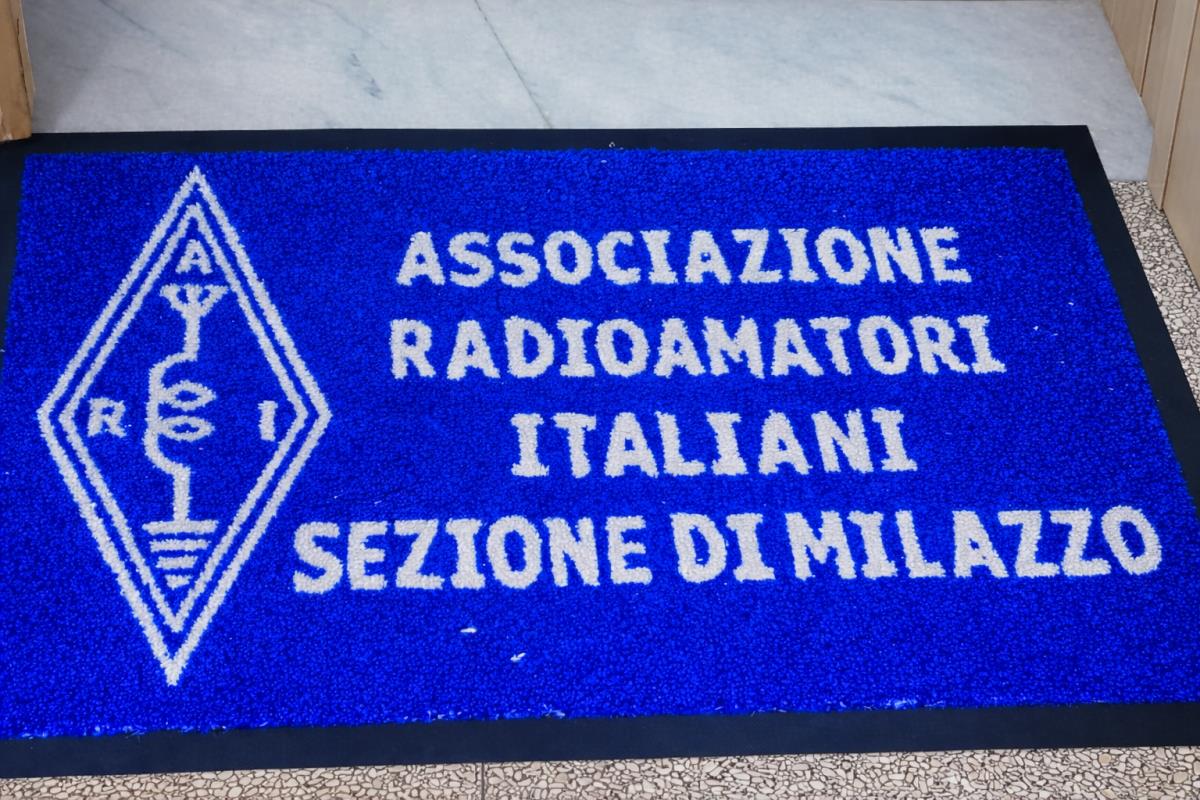 A
R I
ASSOCIAZIONE
RADIOAMATORI
ITALIANI
SEZIONE DI MILAZZO